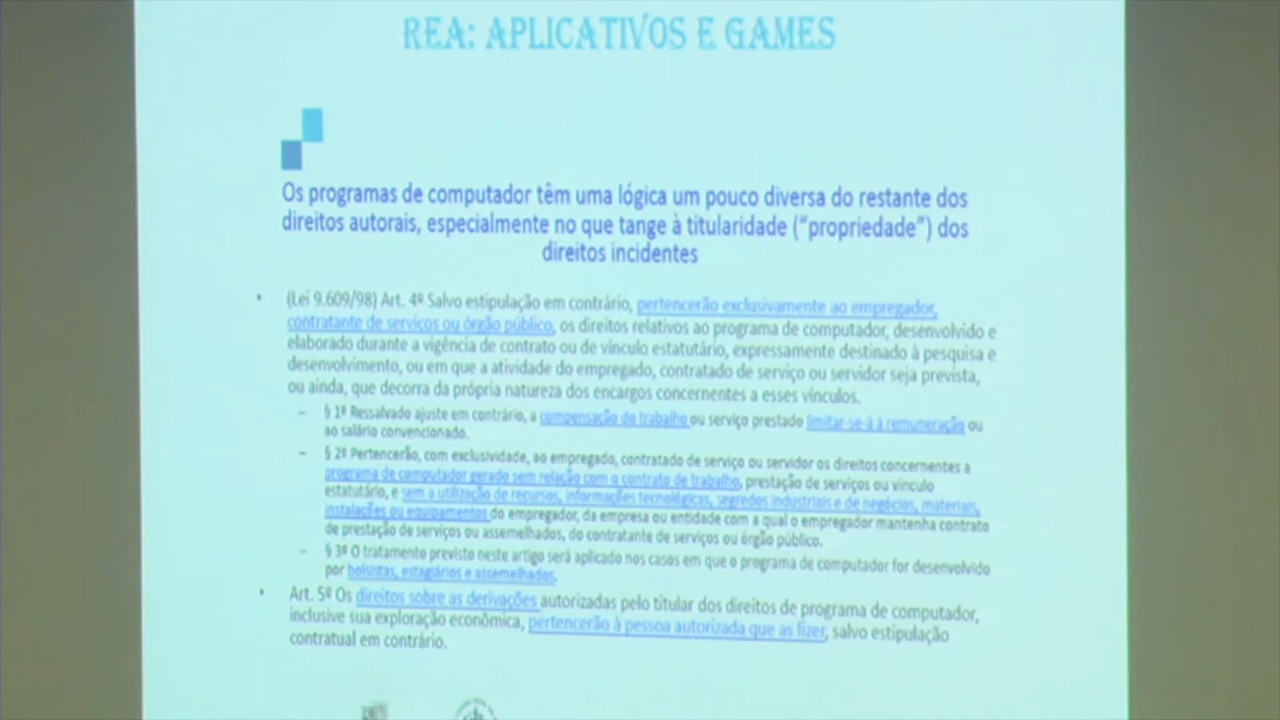 REA: APLICATIVOS E GAMES
Os programas de computador têm uma lógica um pouco diversa do restante dos
direitos autorais, especialmente no que tange à titularidade (“propriedade”) dos
direitos incidentes
• (Lei 9.609/98) Art. 4º Salvo estipulação em contrário, pertencerão exclusivamente ao empregador,
contratante de serviços ou órgão público, os direitos relativos ao programa de computador, desenvolvido e
elaborado durante a vigência de contrato ou de vínculo estatutário, expressamente destinado à pesquisa e
desenvolvimento, ou em que a atividade do empregado, contratado de serviço ou servidor seja prevista,
ou ainda, que decorra da própria natureza dos encargos concernentes a esses vínculos.
– § 1º Ressalvado ajuste em contrário, a compensação do trabalho ou serviço prestado limitar-se-á à remuneração ou
ao salário convencionado.
– § 2º Pertencerão, com exclusividade, ao empregado, contratado de serviço ou servidor os direitos concernentes a
programa de computador gerado sem relação com o contrato de trabalho, prestação de serviços ou vínculo
estatutário, e sem a utilização de recursos, informações tecnológicas, segredos industriais e de negócios, materiais,
instalações ou equipamentos do empregador, da empresa ou entidade com a qual o empregador mantenha contrato
de prestação de serviços ou assemelhados, do contratante de serviços ou órgão público.
– § 3º O tratamento previsto neste artigo será aplicado nos casos em que o programa de computador for desenvolvido
por bolsistas, estagiários e assemelhados.
• Art. 5º Os direitos sobre as derivações autorizadas pelo titular dos direitos de programa de computador,
inclusive sua exploração econômica, pertencerão à pessoa autorizada que as fizer, salvo estipulação
contratual em contrário.